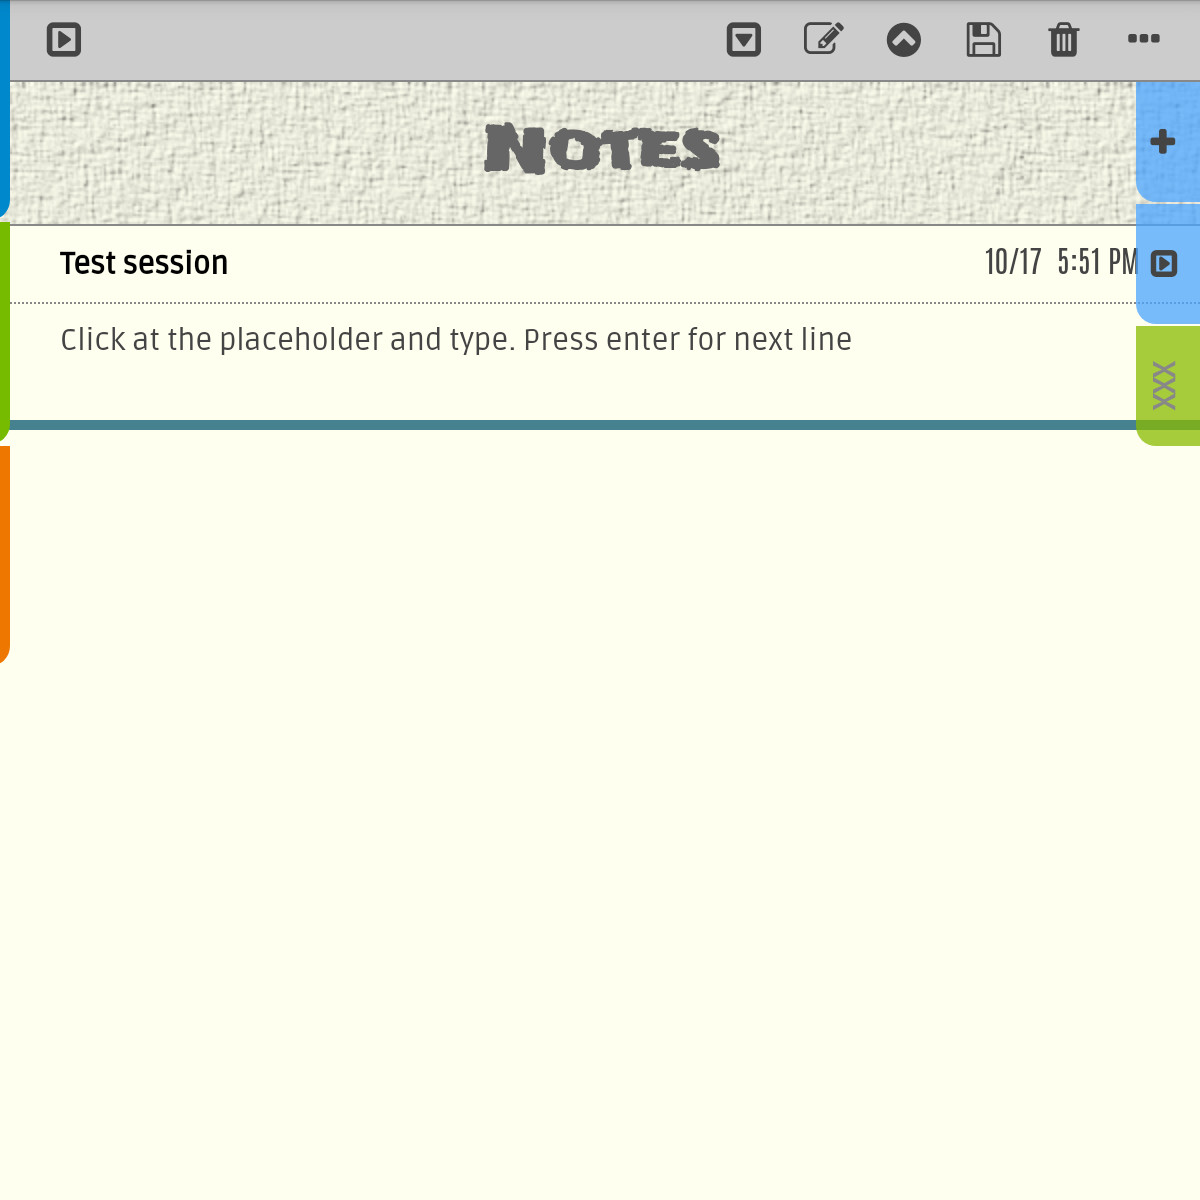 NOTES
Test session 10/17 5:51 PM
Click at the placeholder and type. Press enter for next line
XXX